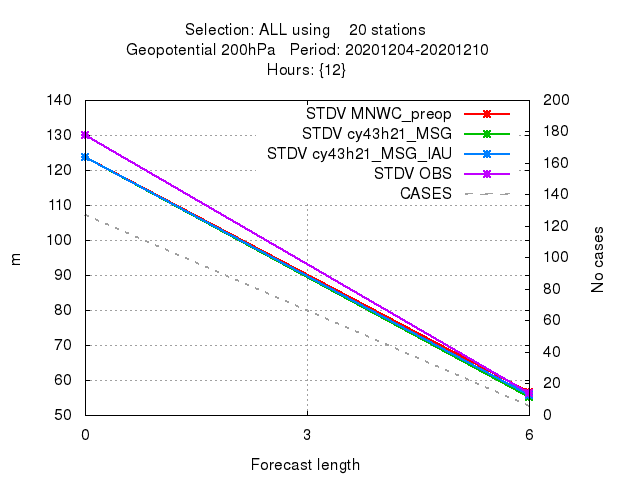 Selection: ALL using 20 stations
Geopotential 200hPa Period: 20201204-20201210
Hours: {12}
STDV MNWC_preop
STDV cy43h21_MSG
STDV cy43h21_MSG_IAU
STDV OBS
CASES
140
130
120
110
100
90
80
70
60
50
m
200
180
160
140
120
100
80
60
40
20
0
No cases
0 3 6
Forecast length